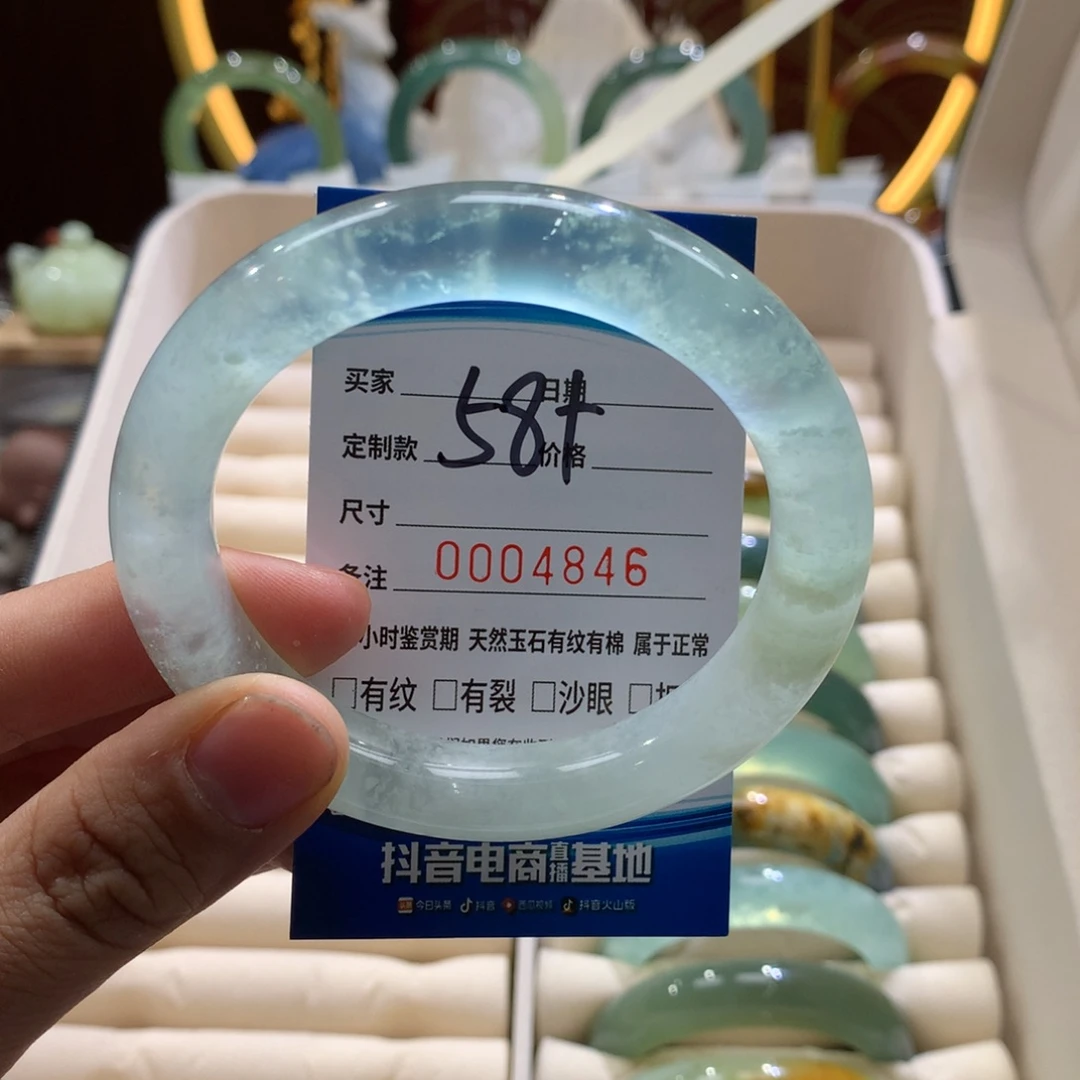 买家 日期
58+
定制款 价格
尺寸
0004846
备注
小时鉴赏期 天然玉石有纹有棉 属于正常
□有纹 □有裂 □沙眼 □
抖音电商直播基地
今日头条 抖音 西瓜视频 抖音火山版